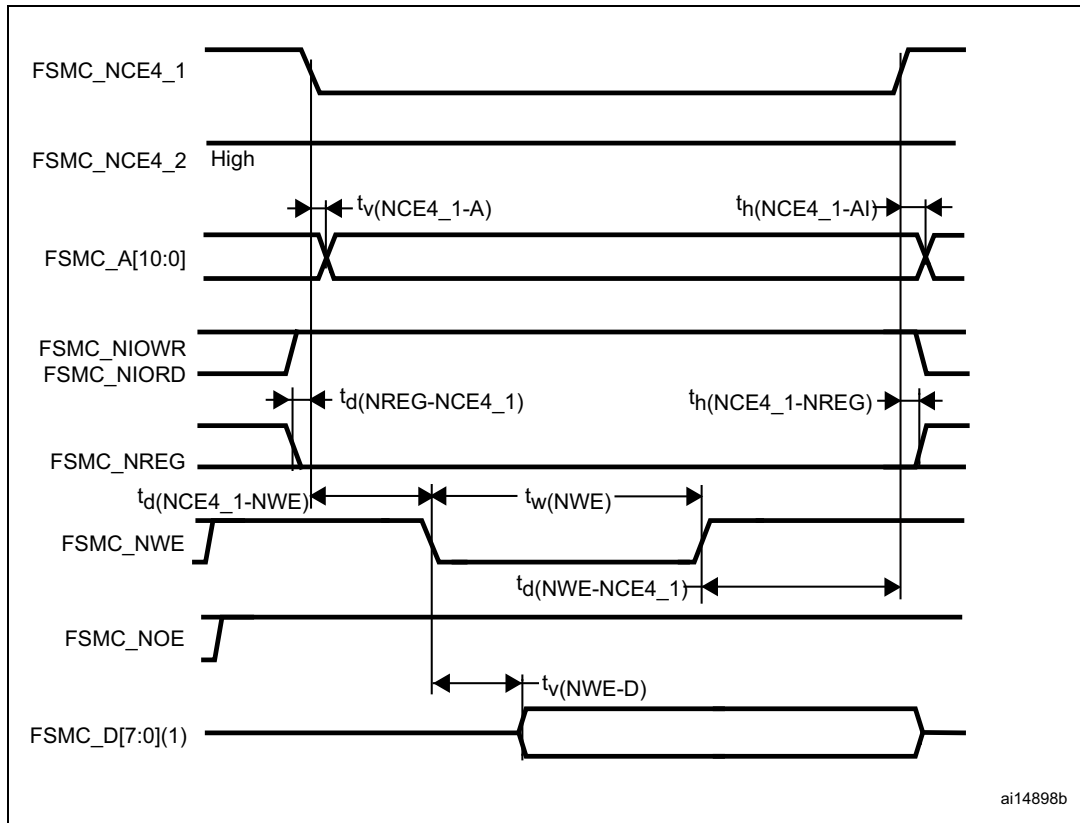 FSMC_NCE4_1
FSMC_NCE4_2 High
tv(NCE4_1-A)
th(NCE4_1-AI)
FSMC_A[10:0]
FSMC_NIOWR
FSMC_NIORD
td(NREG-NCE4_1)
th(NCE4_1-NREG)
FSMC_NREG
td(NCE4_1-NWE)
tw(NWE)
FSMC_NWE
td(NWE-NCE4_1)
FSMC_NOE
tv(NWE-D)
FSMC_D[7:0](1)
ai14898b